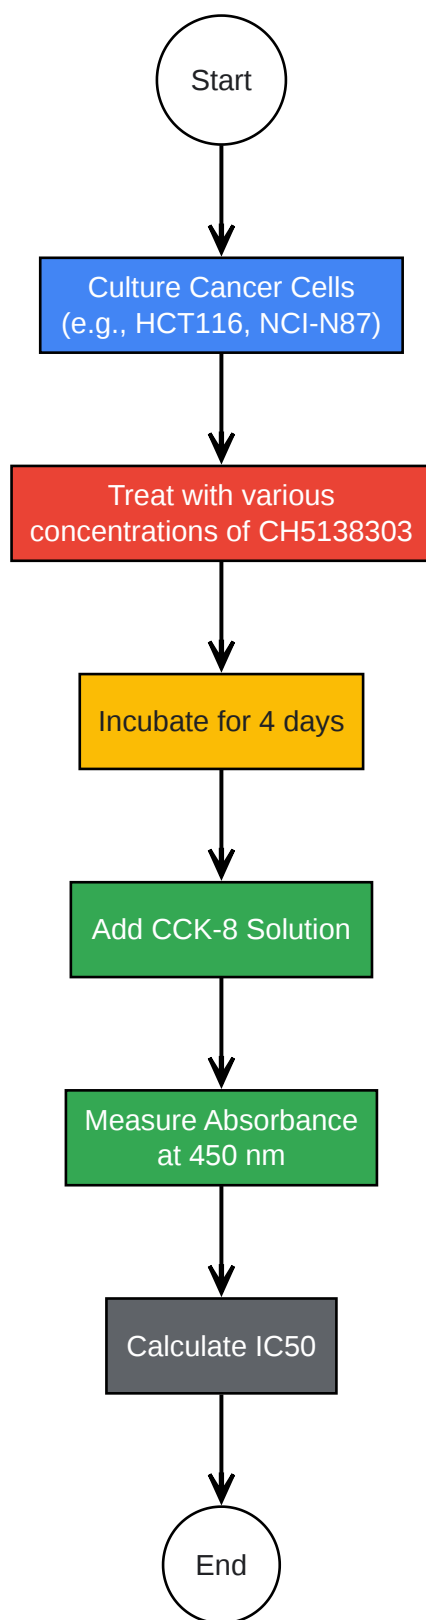 Start
Culture Cancer Cells
(e.g., HCT116, NCI-N87)
Treat with various
concentrations of CH5138303
Incubate for 4 days
Add CCK-8 Solution
Measure Absorbance
at 450 nm
Calculate IC50
End